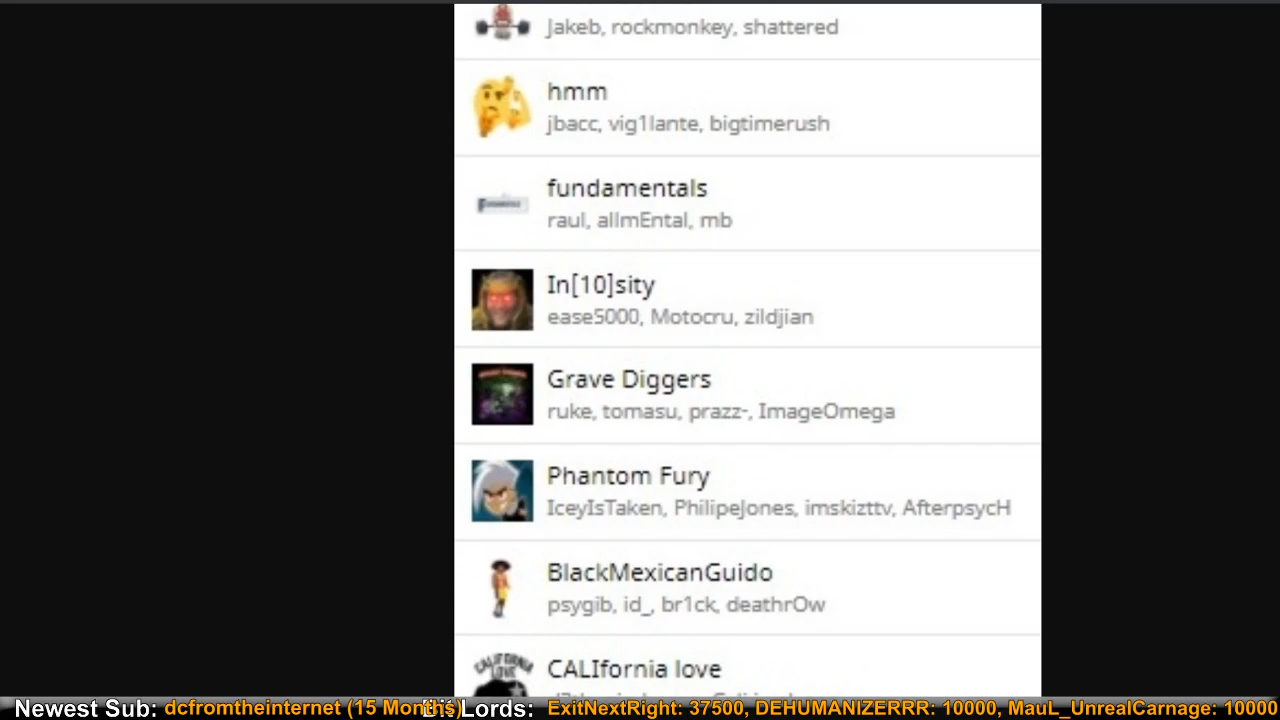 Jakeb, rockmonkey, shattered
hmm
jbacc, vig1lante, bigtimerush
fundamentals
raul, allmEntal, mb
In[10]sity
ease5000, Motocru, zildjian
Grave Diggers
ruke, tomasu, prazz-, ImageOmega
Phantom Fury
IceyIsTaken, PhilipeJones, imskizttv, AfterpsycH
BlackMexicanGuido
psygib, id_, br1ck, deathrOw
CALIFORNIA LOVE
CALIfornia love
Newest Sub: dcfromtheinternet (15 Months) Lords: ExitNextRight: 37500, DEHUMANIZERRR: 10000, MauL_UnrealCarnage: 10000